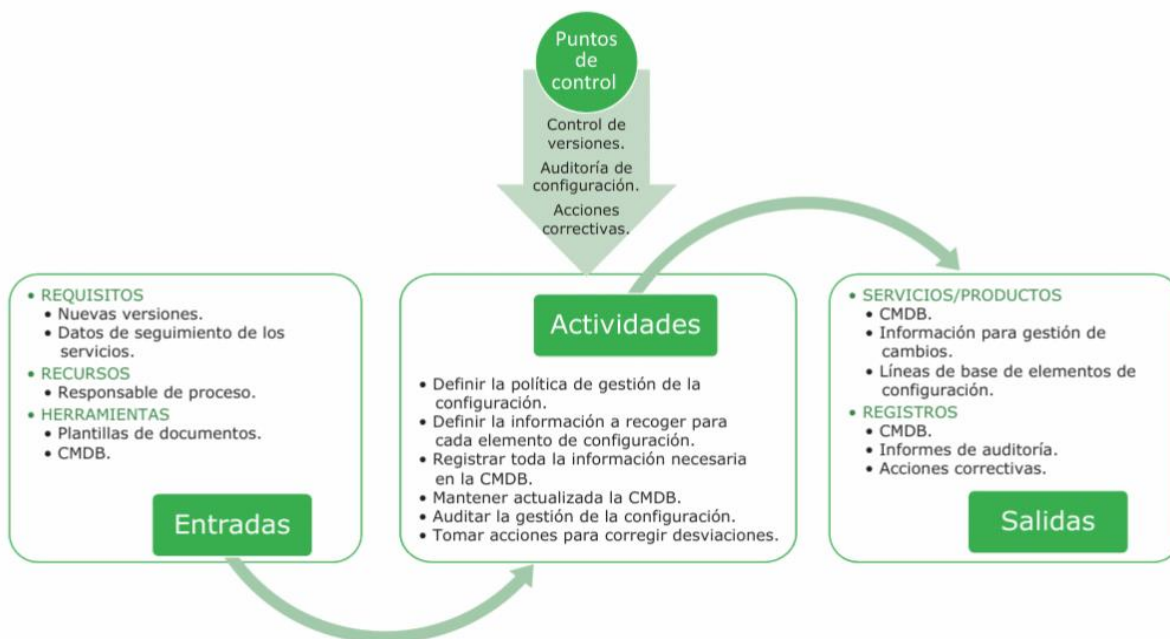 Puntos
de
control
Control de
versiones.
Auditoría de
configuración.
Acciones
correctivas.
• REQUISITOS
• Nuevas versiones.
• Datos de seguimiento de los
servicios.
• RECURSOS
• Responsable de proceso.
• HERRAMIENTAS
• Plantillas de documentos.
• CMDB.
Entradas
Actividades
• Definir la política de gestión de la
configuración.
• Definir la información a recoger para
cada elemento de configuración.
• Registrar toda la información necesaria
en la CMDB.
• Mantener actualizada la CMDB.
• Auditar la gestión de la configuración.
• Tomar acciones para corregir desviaciones.
• SERVICIOS/PRODUCTOS
• CMDB.
• Información para gestión de
cambios.
• Líneas de base de elementos de
configuración.
• REGISTROS
• CMDB.
• Informes de auditoría.
• Acciones correctivas.
Salidas